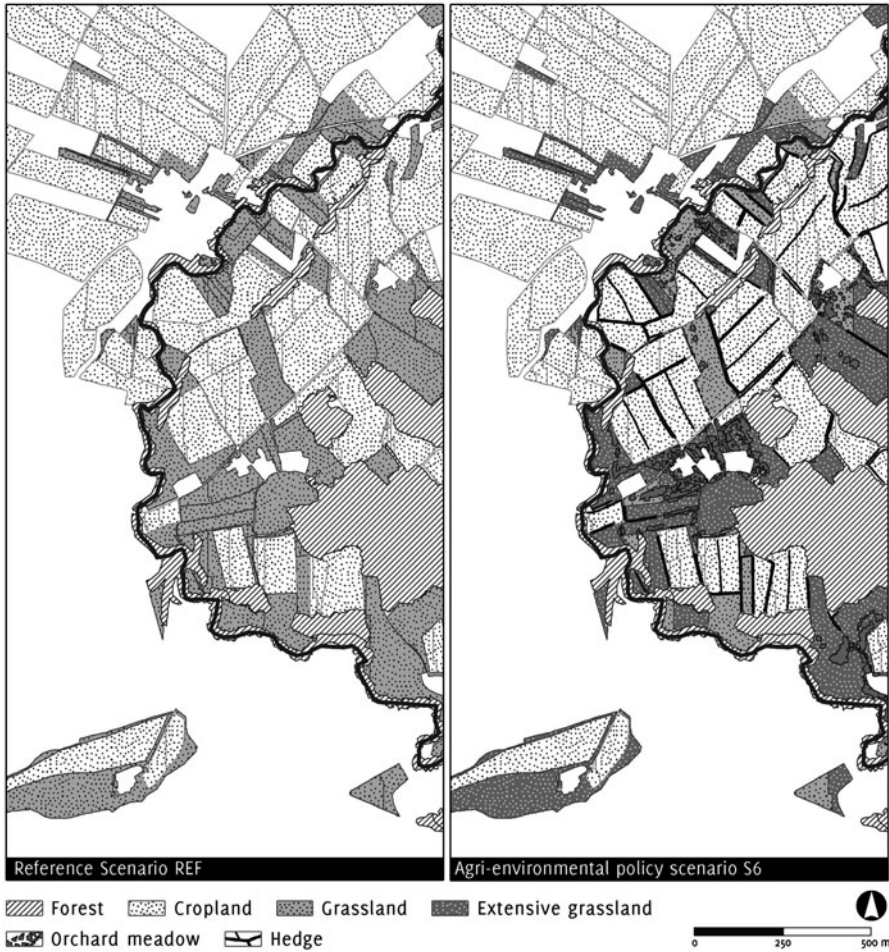 Reference Scenario REF
Agri-environmental policy scenario S6
Forest Cropland Grassland Extensive grassland
Orchard meadow Hedge
0 250 500 m